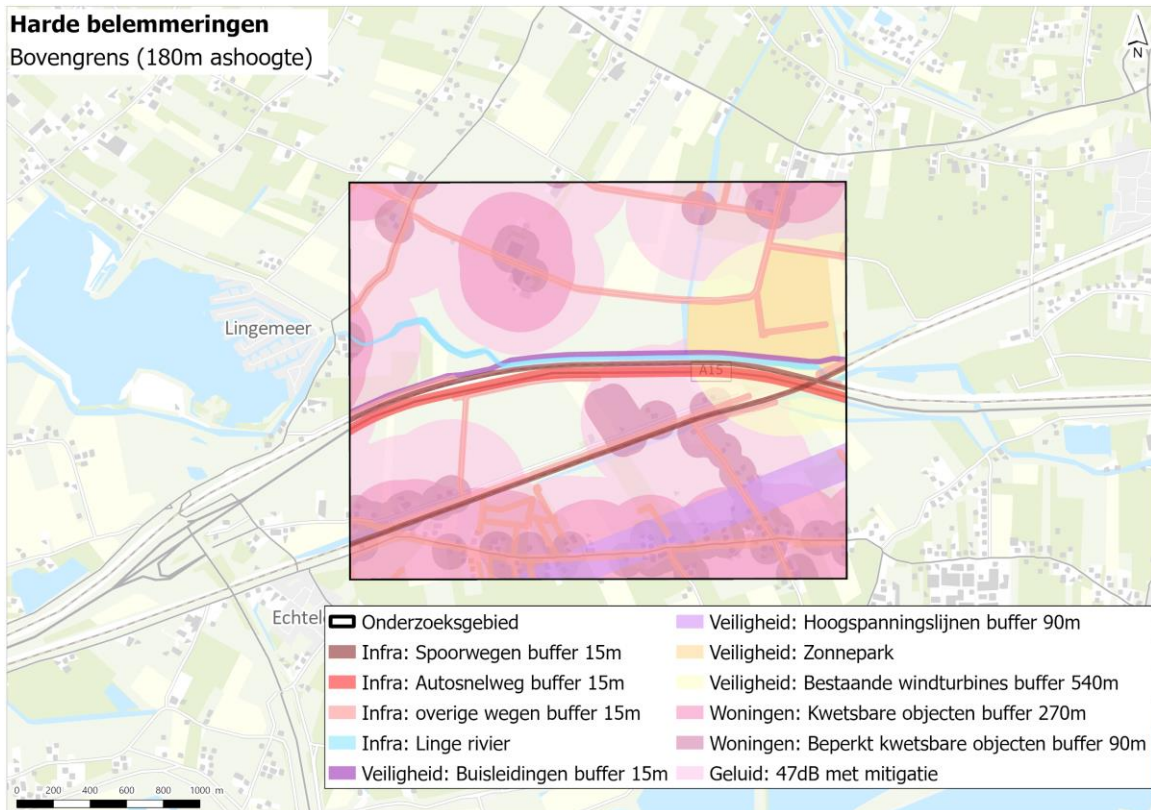 Harde belemmeringen
Bovengrens (180m ashoogte)
N
Lingemeer
A15
Echteld
Onderzoeksgebied
Infra: Spoorwegen buffer 15m
Infra: Autosnelweg buffer 15m
Infra: overige wegen buffer 15m
Infra: Linge rivier
Veiligheid: Buisleidingen buffer 15m
Veiligheid: Hoogspanningslijnen buffer 90m
Veiligheid: Zonnepark
Veiligheid: Bestaande windturbines buffer 540m
Woningen: Kwetsbare objecten buffer 270m
Woningen: Beperkt kwetsbare objecten buffer 90m
Geluid: 47dB met mitigatie
0 200 400 600 800 1000 m